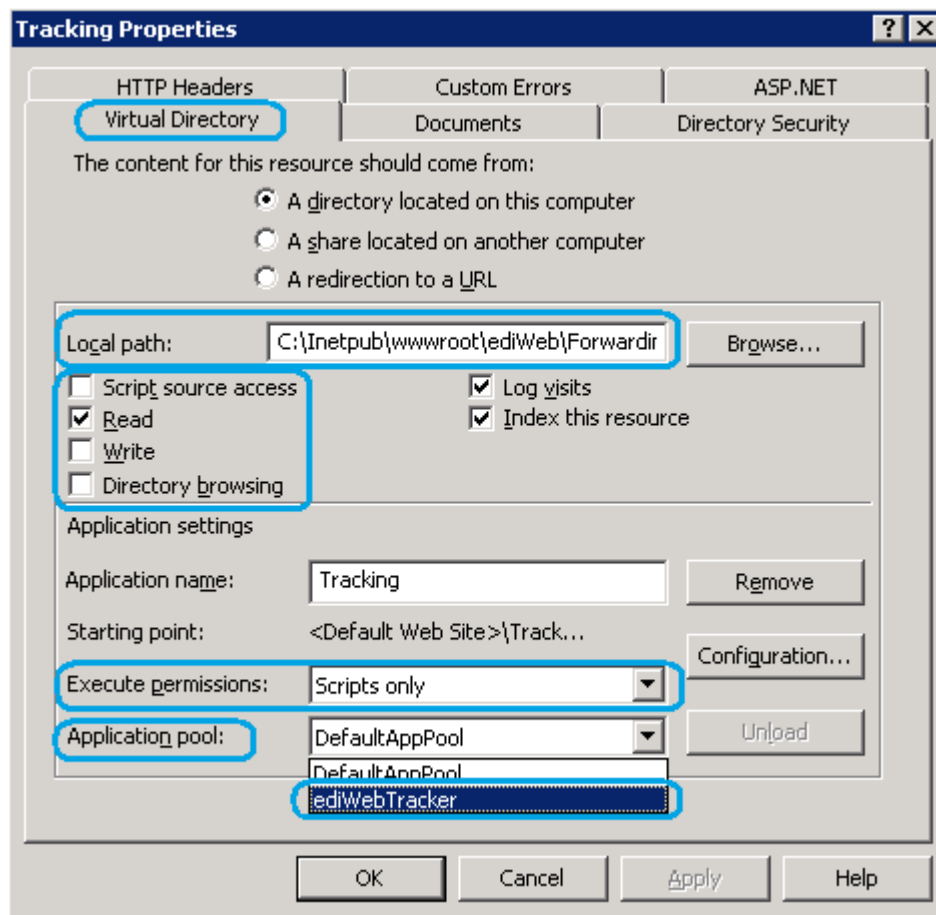 Tracking Properties
HTTP Headers Custom Errors ASP.NET
Virtual Directory Documents Directory Security
The content for this resource should come from:
A directory located on this computer
A share located on another computer
A redirection to a URL
Local path: C:\Inetpub\wwwroot\ediWeb\Forwardir Browse...
Script source access Log visits
Read Index this resource
Write
Directory browsing
Application settings
Application name: Tracking Remove
Starting point: <Default Web Site>\Track...
Configuration...
Execute permissions: Scripts only
Application pool: DefaultAppPool Unload
DefaultAppPool
ediWebTracker
OK Cancel Apply Help